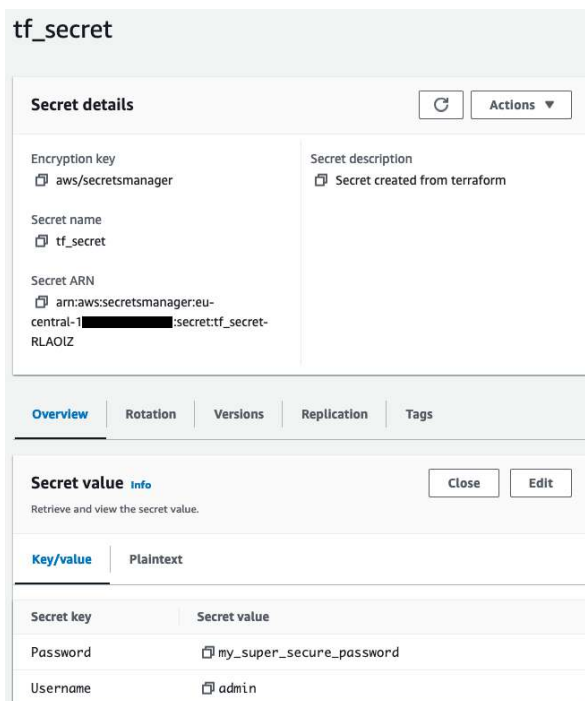 tf_secret
Secret details
Actions
Encryption key
aws/secretsmanager
Secret description
Secret created from terraform
Secret name
tf_secret
Secret ARN
arn:aws:secretsmanager:eu-
central-1 :secret:tf_secret-
RLAOlZ
Overview Rotation Versions Replication Tags
Secret value Info
Close Edit
Retrieve and view the secret value.
Key/value Plaintext
Secret key Secret value
Password my_super_secure_password
Username admin